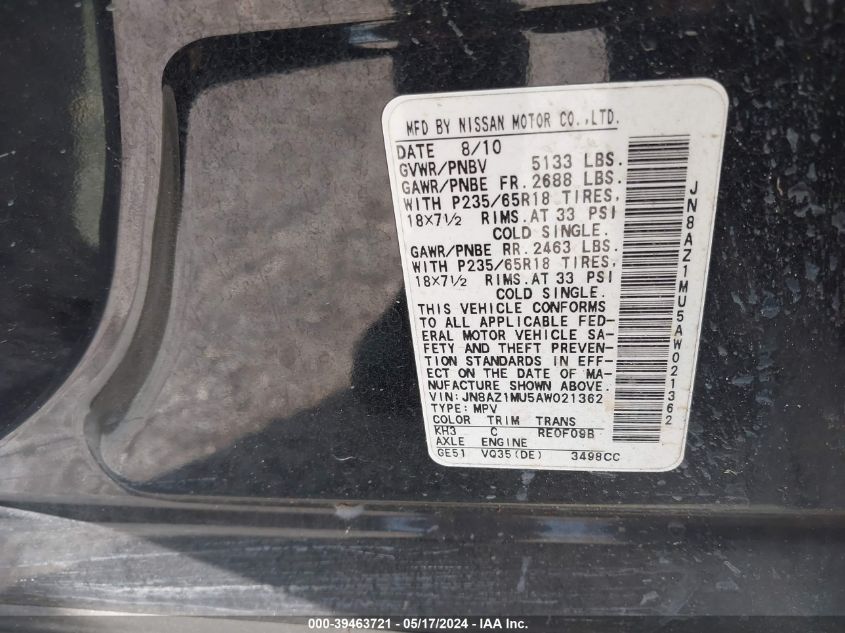 MFD BY NISSAN MOTOR CO.,LTD.
DATE 8/10
GVWR/PNBV 5133 LBS.
GAWR/PNBE FR. 2688 LBS.
WITH P235/65R18 TIRES,
18×7½ RIMS. AT 33 PSI
COLD SINGLE.
GAWR/PNBE RR. 2463 LBS.
WITH P235/65R18 TIRES,
18×7½ RIMS. AT 33 PSI
COLD SINGLE.
THIS VEHICLE CONFORMS
TO ALL APPLICABLE FED-
ERAL MOTOR VEHICLE SA-
FETY AND THEFT PREVEN-
TION STANDARDS IN EFF-
ECT ON THE DATE OF MA-
NUFACTURE SHOWN ABOVE.
VIN: JN8AZ1MU5AW021362
TYPE: MPV
COLOR TRIM TRANS
KH3 C RE0F09B
AXLE ENGINE
GE51 VQ35(DE) 3498CC
JN8AZ1MU5AW021362
000-39463721 - 05/17/2024 - IAA Inc.